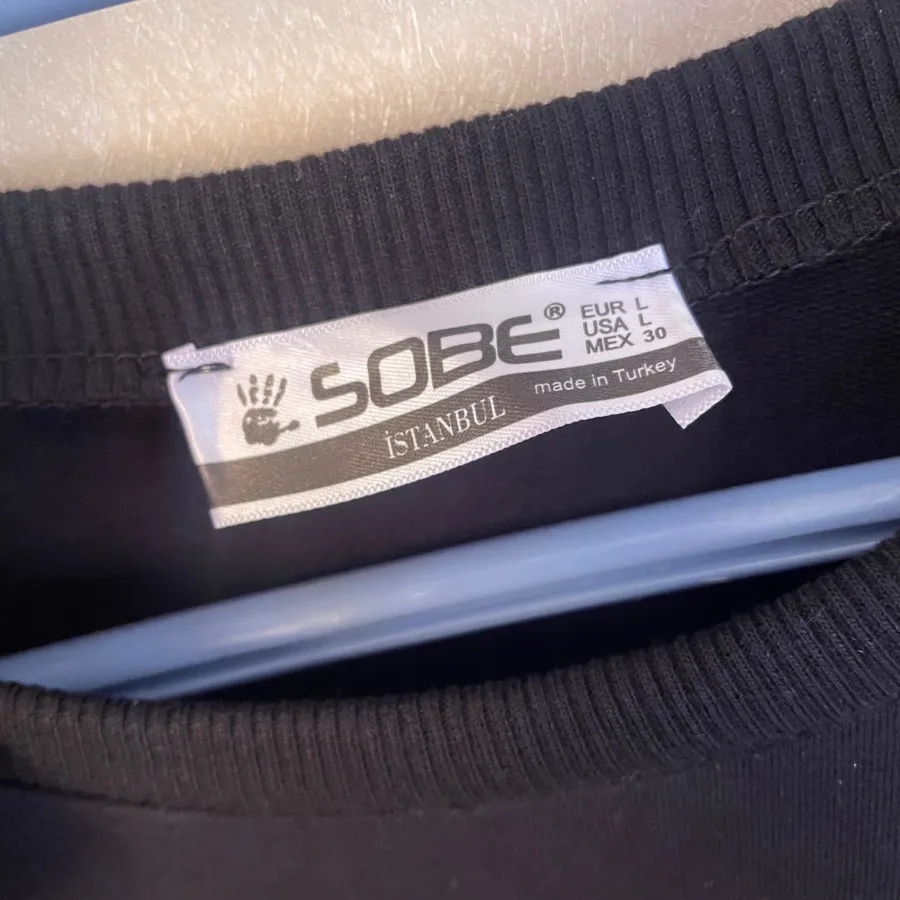 SOBE®
EUR L
USA L
MEX 30
İSTANBUL
made in Turkey